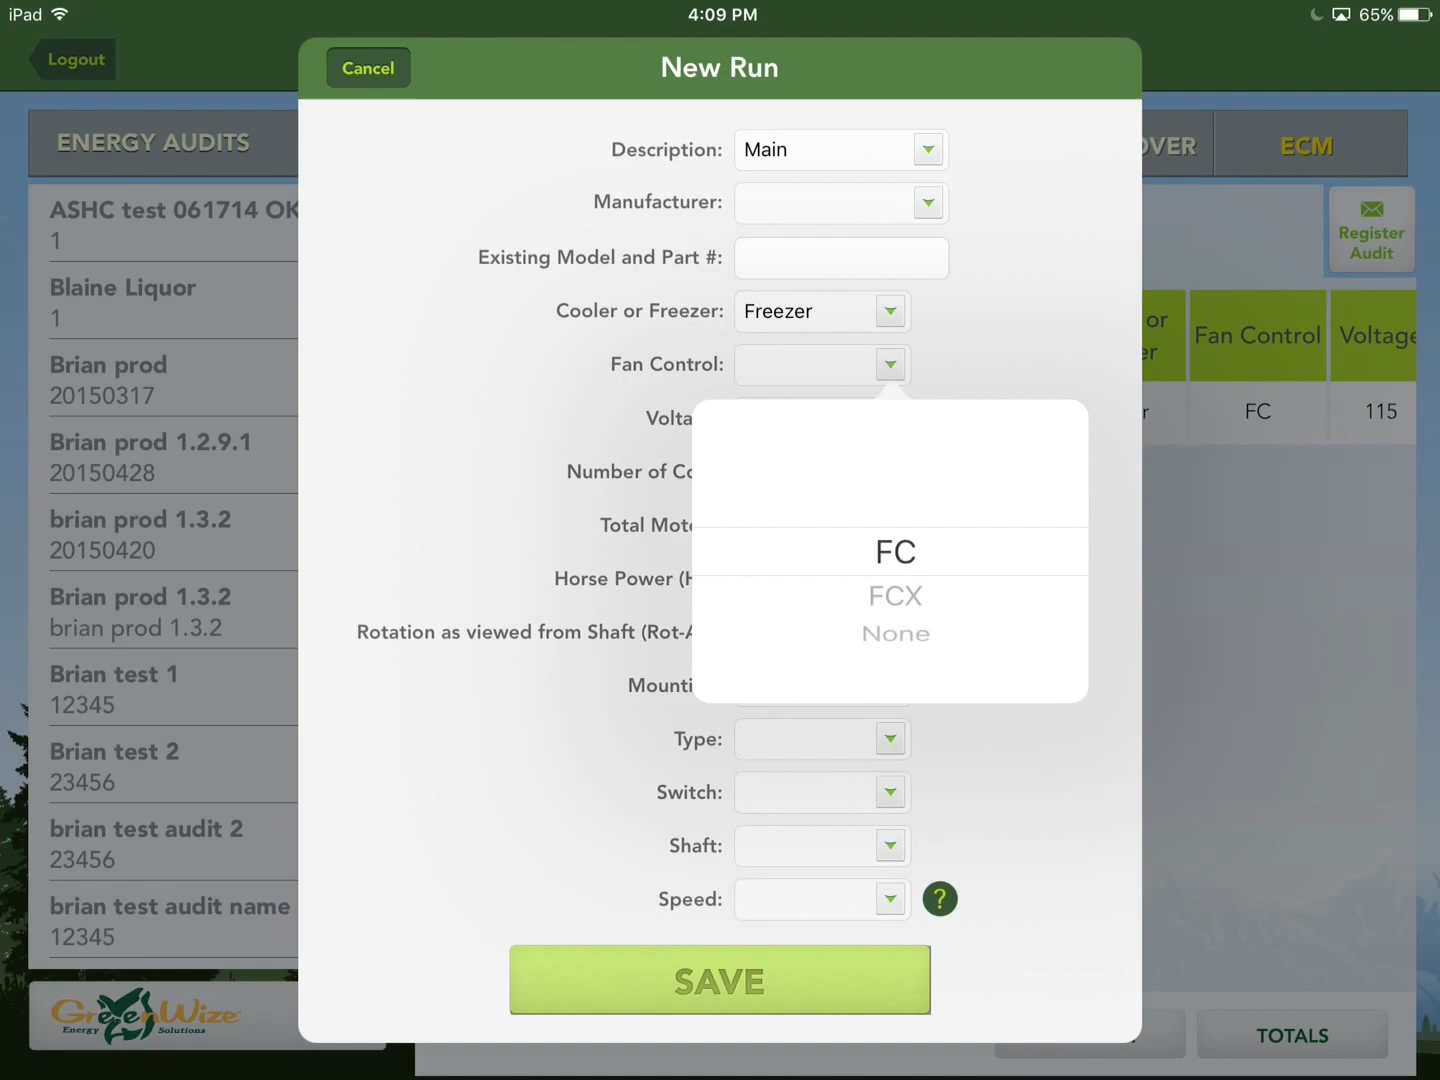 iPad
4:09 PM
65%
Logout
Cancel
New Run
ENERGY AUDITS
OVER
ECM
ASHC test 061714 OK
1
Blaine Liquor
1
Brian prod
20150317
Brian prod 1.2.9.1
20150428
brian prod 1.3.2
20150420
Brian prod 1.3.2
brian prod 1.3.2
Brian test 1
12345
Brian test 2
23456
brian test audit 2
23456
brian test audit name
12345
GreenWize
Energy Solutions
Description: Main
Manufacturer:
Existing Model and Part #:
Cooler or Freezer: Freezer
Fan Control:
Volta
Number of Co
Total Moto
Horse Power (H
Rotation as viewed from Shaft (Rot-A
Mounti
Type:
Switch:
Shaft:
Speed: ?
FC
FCX
None
SAVE
Register
Audit
or
er
Fan Control
Voltage
r
FC
115
TOTALS